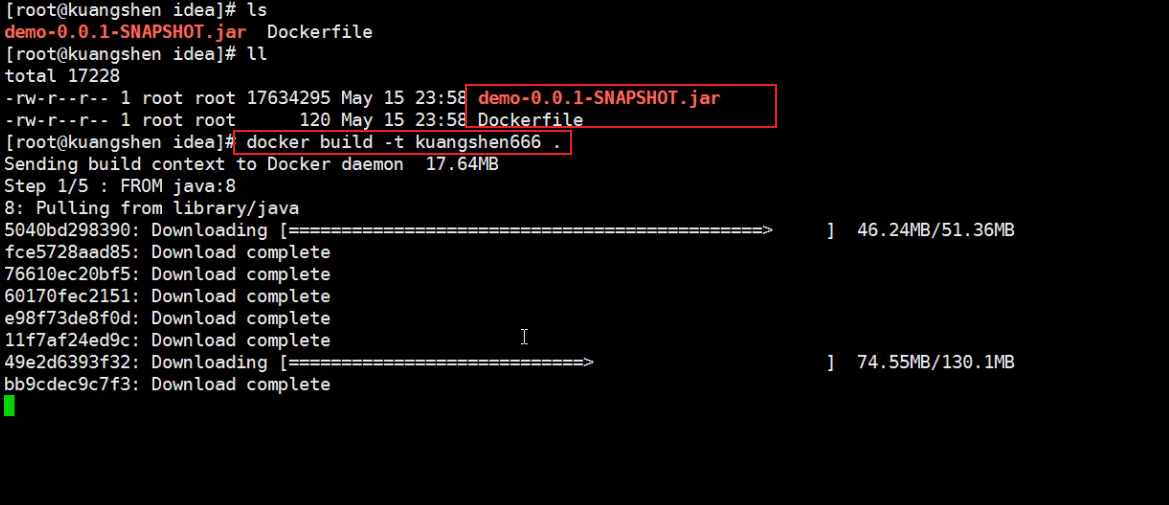 [root@kuangshen idea]# ls
demo-0.0.1-SNAPSHOT.jar  Dockerfile
[root@kuangshen idea]# ll
total 17228
-rw-r--r-- 1 root root 17634295 May 15 23:58 demo-0.0.1-SNAPSHOT.jar
-rw-r--r-- 1 root root      120 May 15 23:58 Dockerfile
[root@kuangshen idea]# docker build -t kuangshen666 .
Sending build context to Docker daemon  17.64MB
Step 1/5 : FROM java:8
8: Pulling from library/java
5040bd298390: Downloading [=============================================>     ]  46.24MB/51.36MB
fce5728aad85: Download complete
76610ec20bf5: Download complete
60170fec2151: Download complete
e98f73de8f0d: Download complete
11f7af24ed9c: Download complete
49e2d6393f32: Downloading [============================>                      ]  74.55MB/130.1MB
bb9cdec9c7f3: Download complete